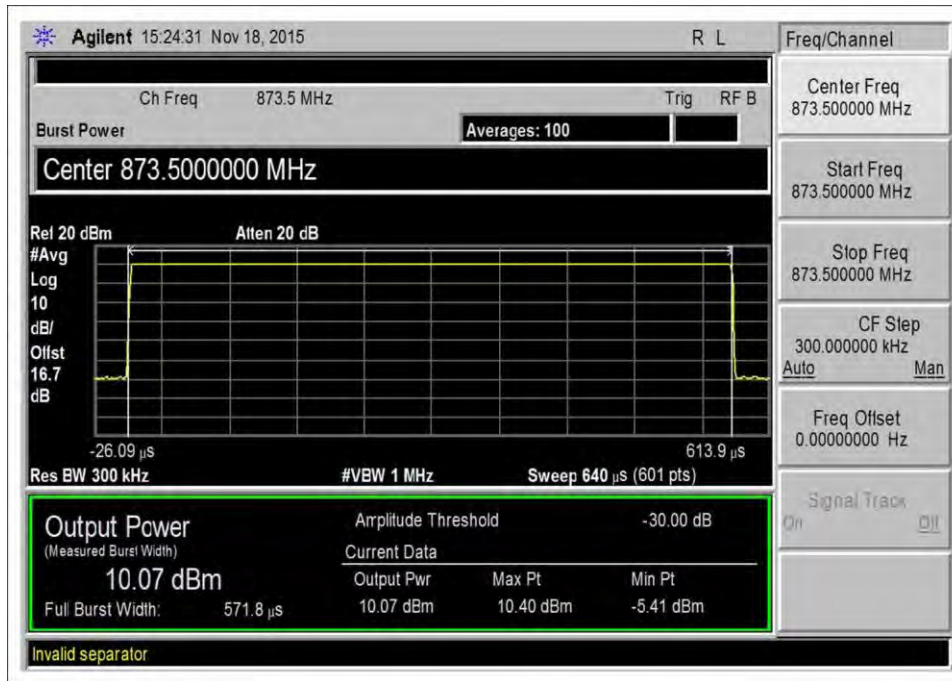 Agilent 15:24:31 Nov 18, 2015
R L
Freq/Channel
Ch Freq 873.5 MHz
Trig RF B
Burst Power
Averages: 100
Center 873.5000000 MHz
Ref 20 dBm
Atten 20 dB
#Avg
Log
10
dB/
Offst
16.7
dB
-26.09 µs
613.9 µs
Res BW 300 kHz
#VBW 1 MHz
Sweep 640 µs (601 pts)
Output Power
(Measured Burst Width)
10.07 dBm
Full Burst Width: 571.8 µs
Amplitude Threshold -30.00 dB
Current Data
Output Pwr Max Pt Min Pt
10.07 dBm 10.40 dBm -5.41 dBm
Invalid separator
Center Freq
873.500000 MHz
Start Freq
873.500000 MHz
Stop Freq
873.500000 MHz
CF Step
300.000000 kHz
Auto Man
Freq Offset
0.00000000 Hz
Signal Track
On Off